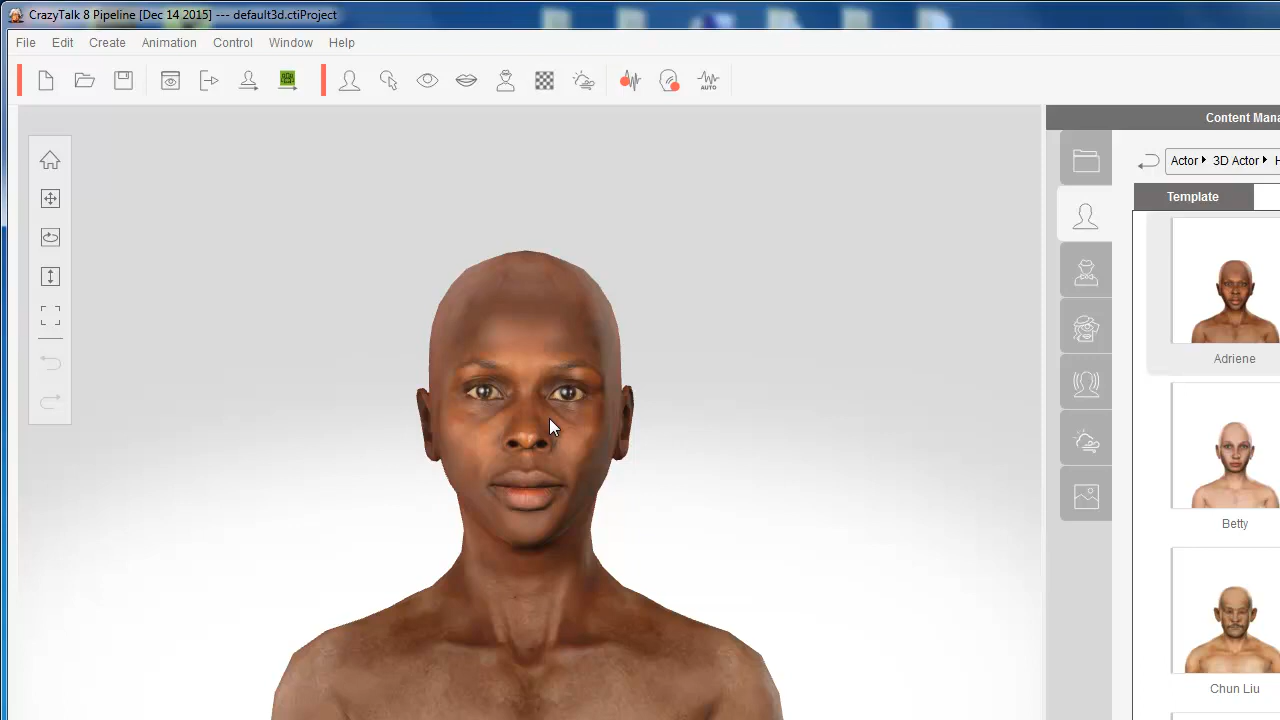 CrazyTalk 8 Pipeline [Dec 14 2015] --- default3d.ctiProject
File Edit Create Animation Control Window Help
AUTO
Content Mana
Actor 3D Actor H
Template
Adriene
Betty
Chun Liu